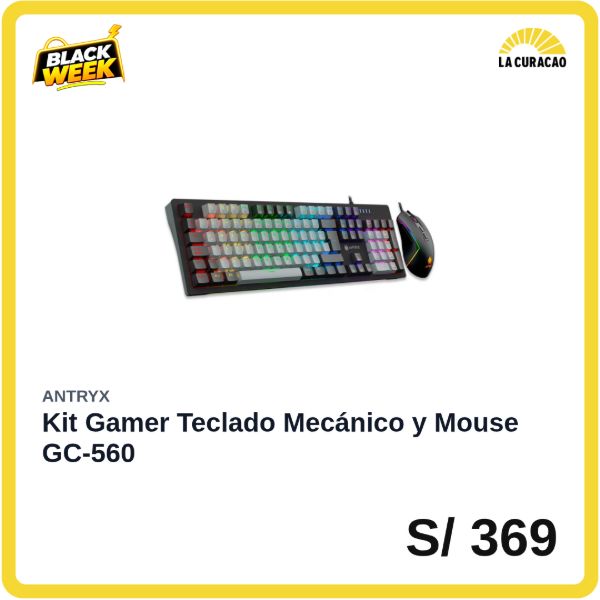 BLACK
WEEK
LA CURACAO
ANTRYX
Kit Gamer Teclado Mecánico y Mouse
GC-560
S/ 369